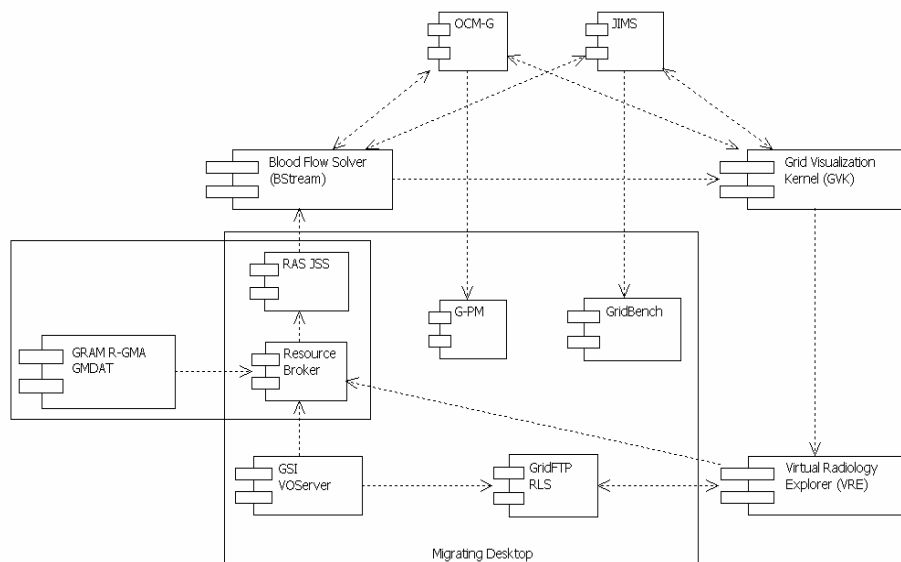 OCM-G
JIMS
Blood Flow Solver
(BStream)
Grid Visualization
Kernel (GVK)
RAS JSS
G-PM
GridBench
GRAM R-GMA
GMDAT
Resource
Broker
GSI
VOServer
GridFTP
RLS
Virtual Radiology
Explorer (VRE)
Migrating Desktop